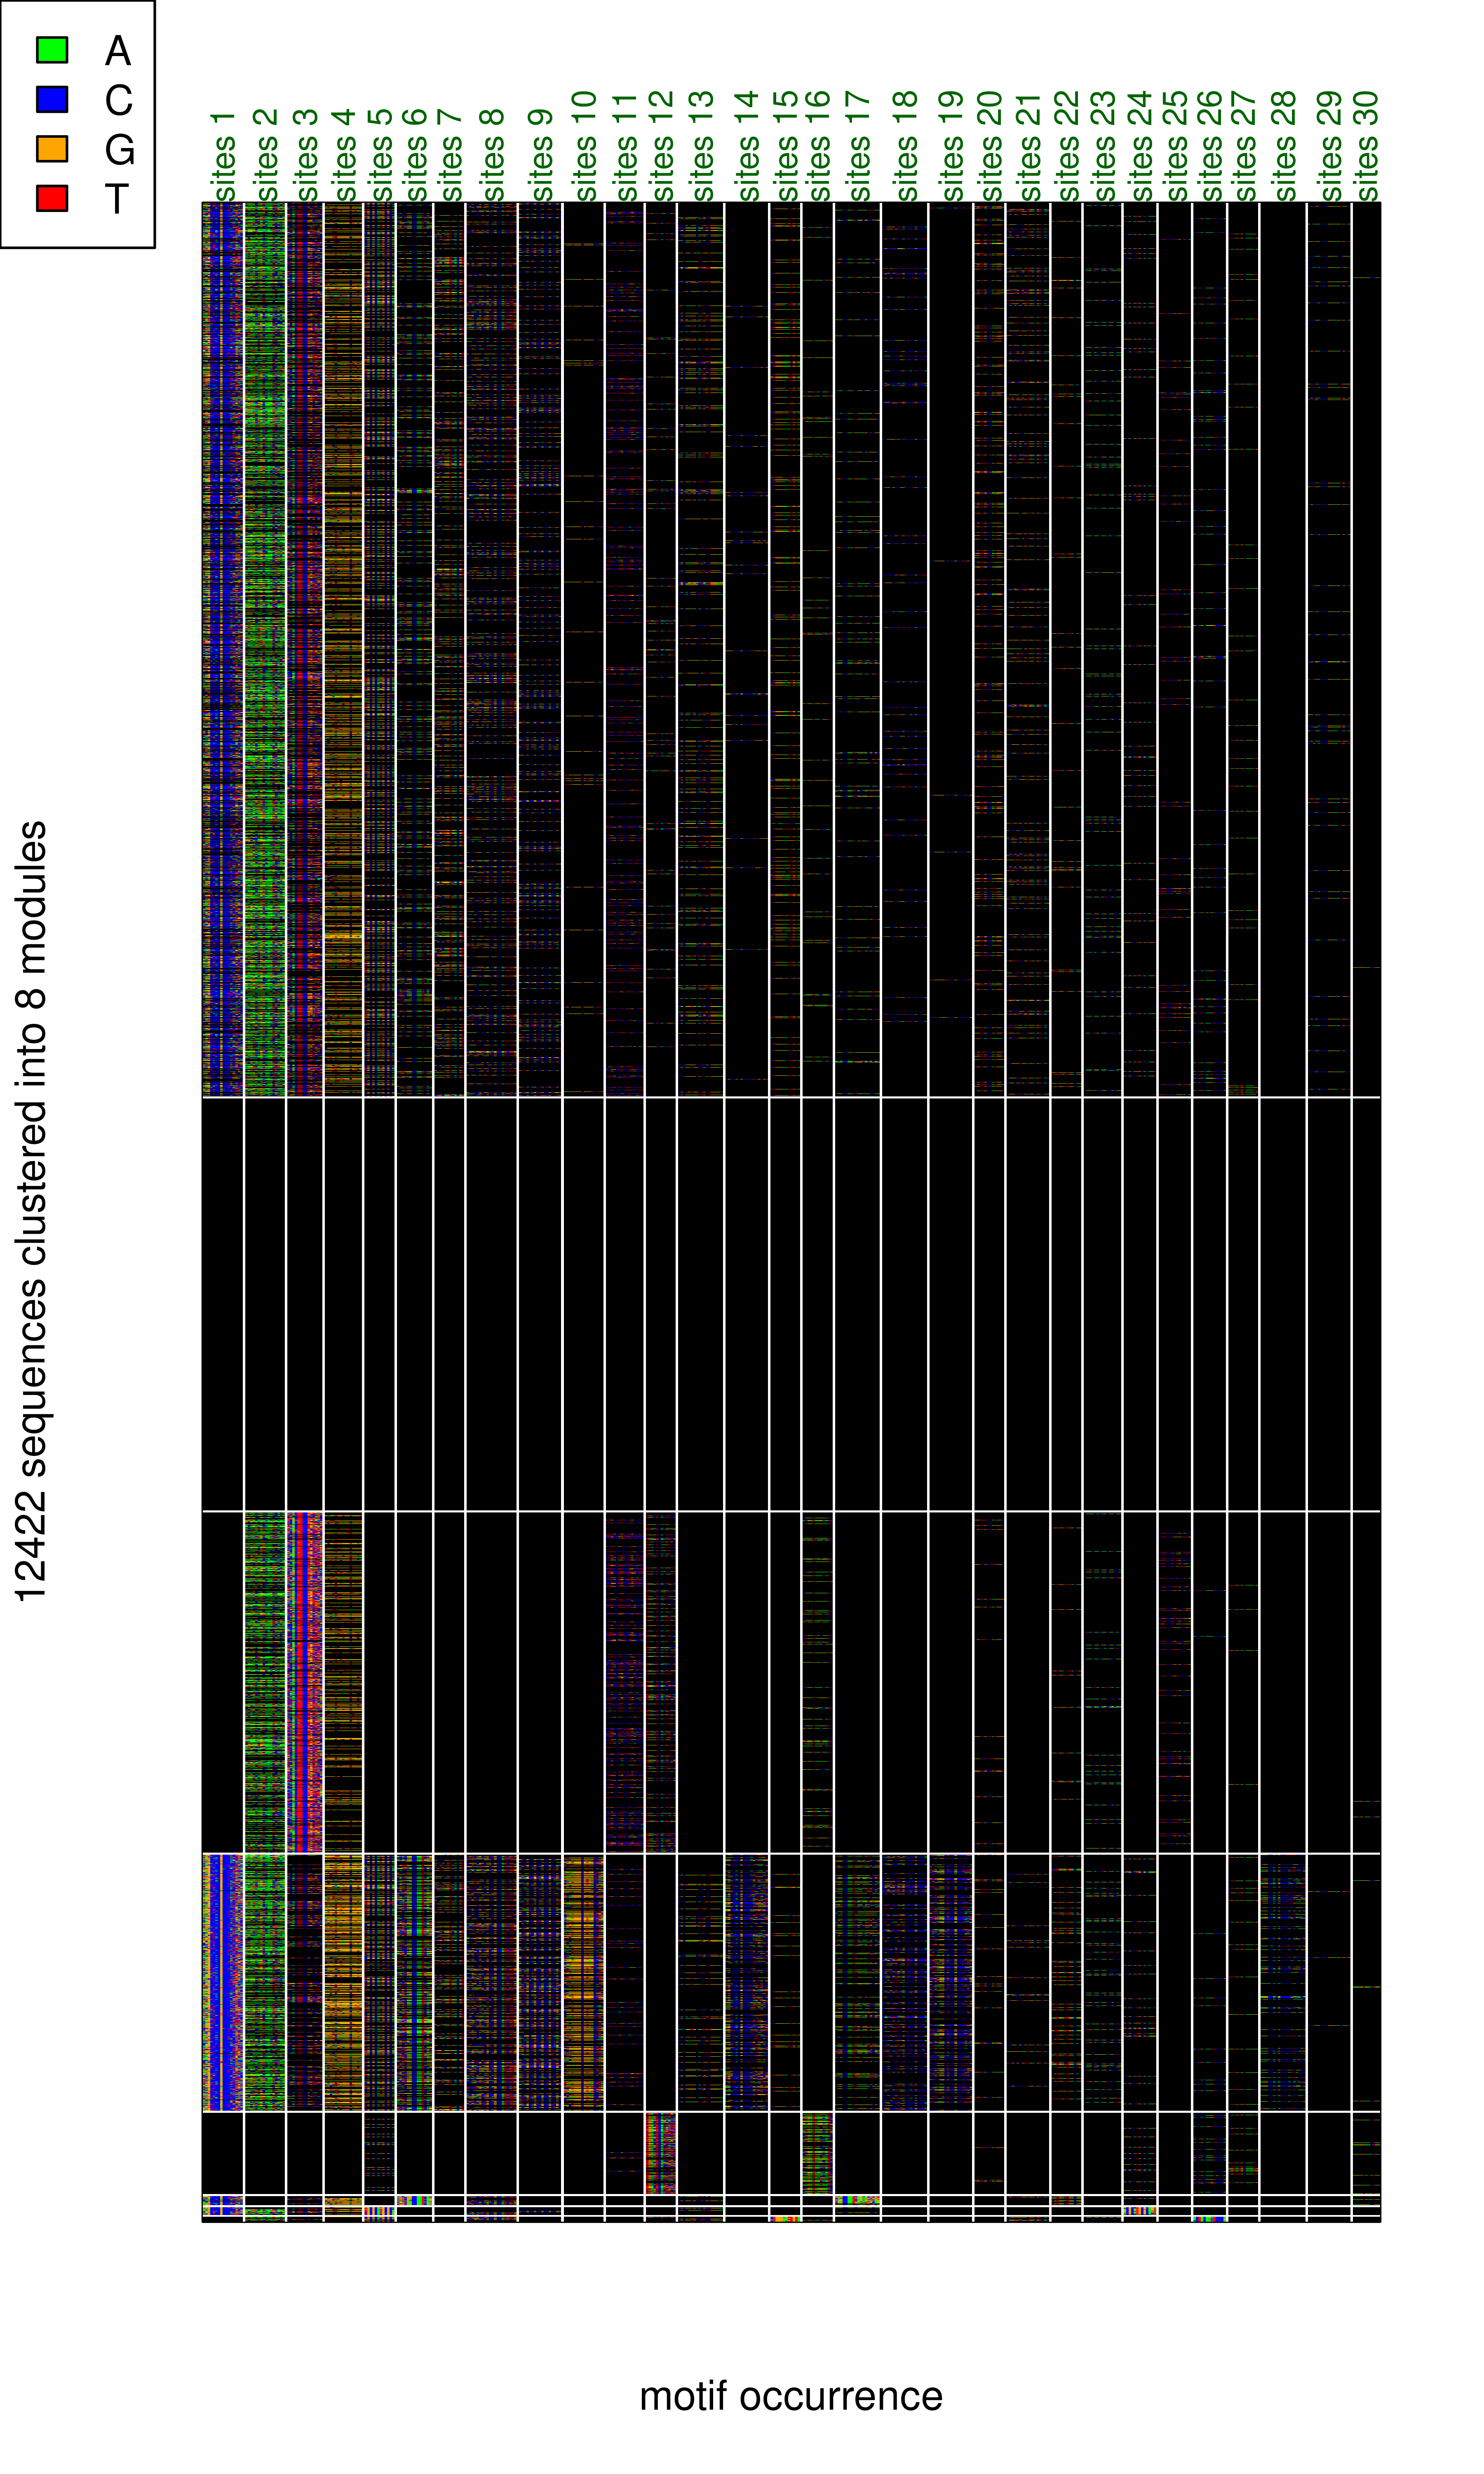 A
C
G
T
sites 1
sites 2
sites 3
sites 4
sites 5
sites 6
sites 7
sites 8
sites 9
sites 10
sites 11
sites 12
sites 13
sites 14
sites 15
sites 16
sites 17
sites 18
sites 19
sites 20
sites 21
sites 22
sites 23
sites 24
sites 25
sites 26
sites 27
sites 28
sites 29
sites 30
12422 sequences clustered into 8 modules
motif occurrence